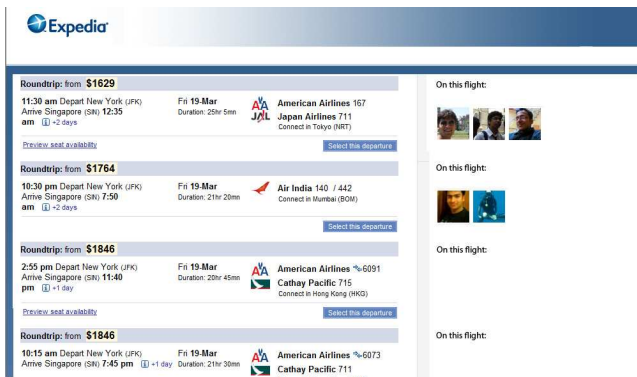 Expedia
Roundtrip: from $1629
On this flight:
11:30 am Depart New York (JFK) Fri 19-Mar American Airlines 167
Arrive Singapore (SIN) 12:35 Duration: 25hr 5mn JAL Japan Airlines 711
am i +2 days Connect in Tokyo (NRT)
Preview seat availability Select this departure
Roundtrip: from $1764
On this flight:
10:30 pm Depart New York (JFK) Fri 19-Mar Air India 140 / 442
Arrive Singapore (SIN) 7:50 Duration: 21hr 20mn Connect in Mumbai (BOM)
am i +2 days
Select this departure
Roundtrip: from $1846
On this flight:
2:55 pm Depart New York (JFK) Fri 19-Mar American Airlines 6091
Arrive Singapore (SIN) 11:40 Duration: 20hr 45mn Cathay Pacific 715
pm i +1 day Connect in Hong Kong (HKG)
Preview seat availability Select this departure
Roundtrip: from $1846
On this flight:
10:15 am Depart New York (JFK) Fri 19-Mar American Airlines 6073
Arrive Singapore (SIN) 7:45 pm i +1 day Duration: 21hr 30mn Cathay Pacific 711